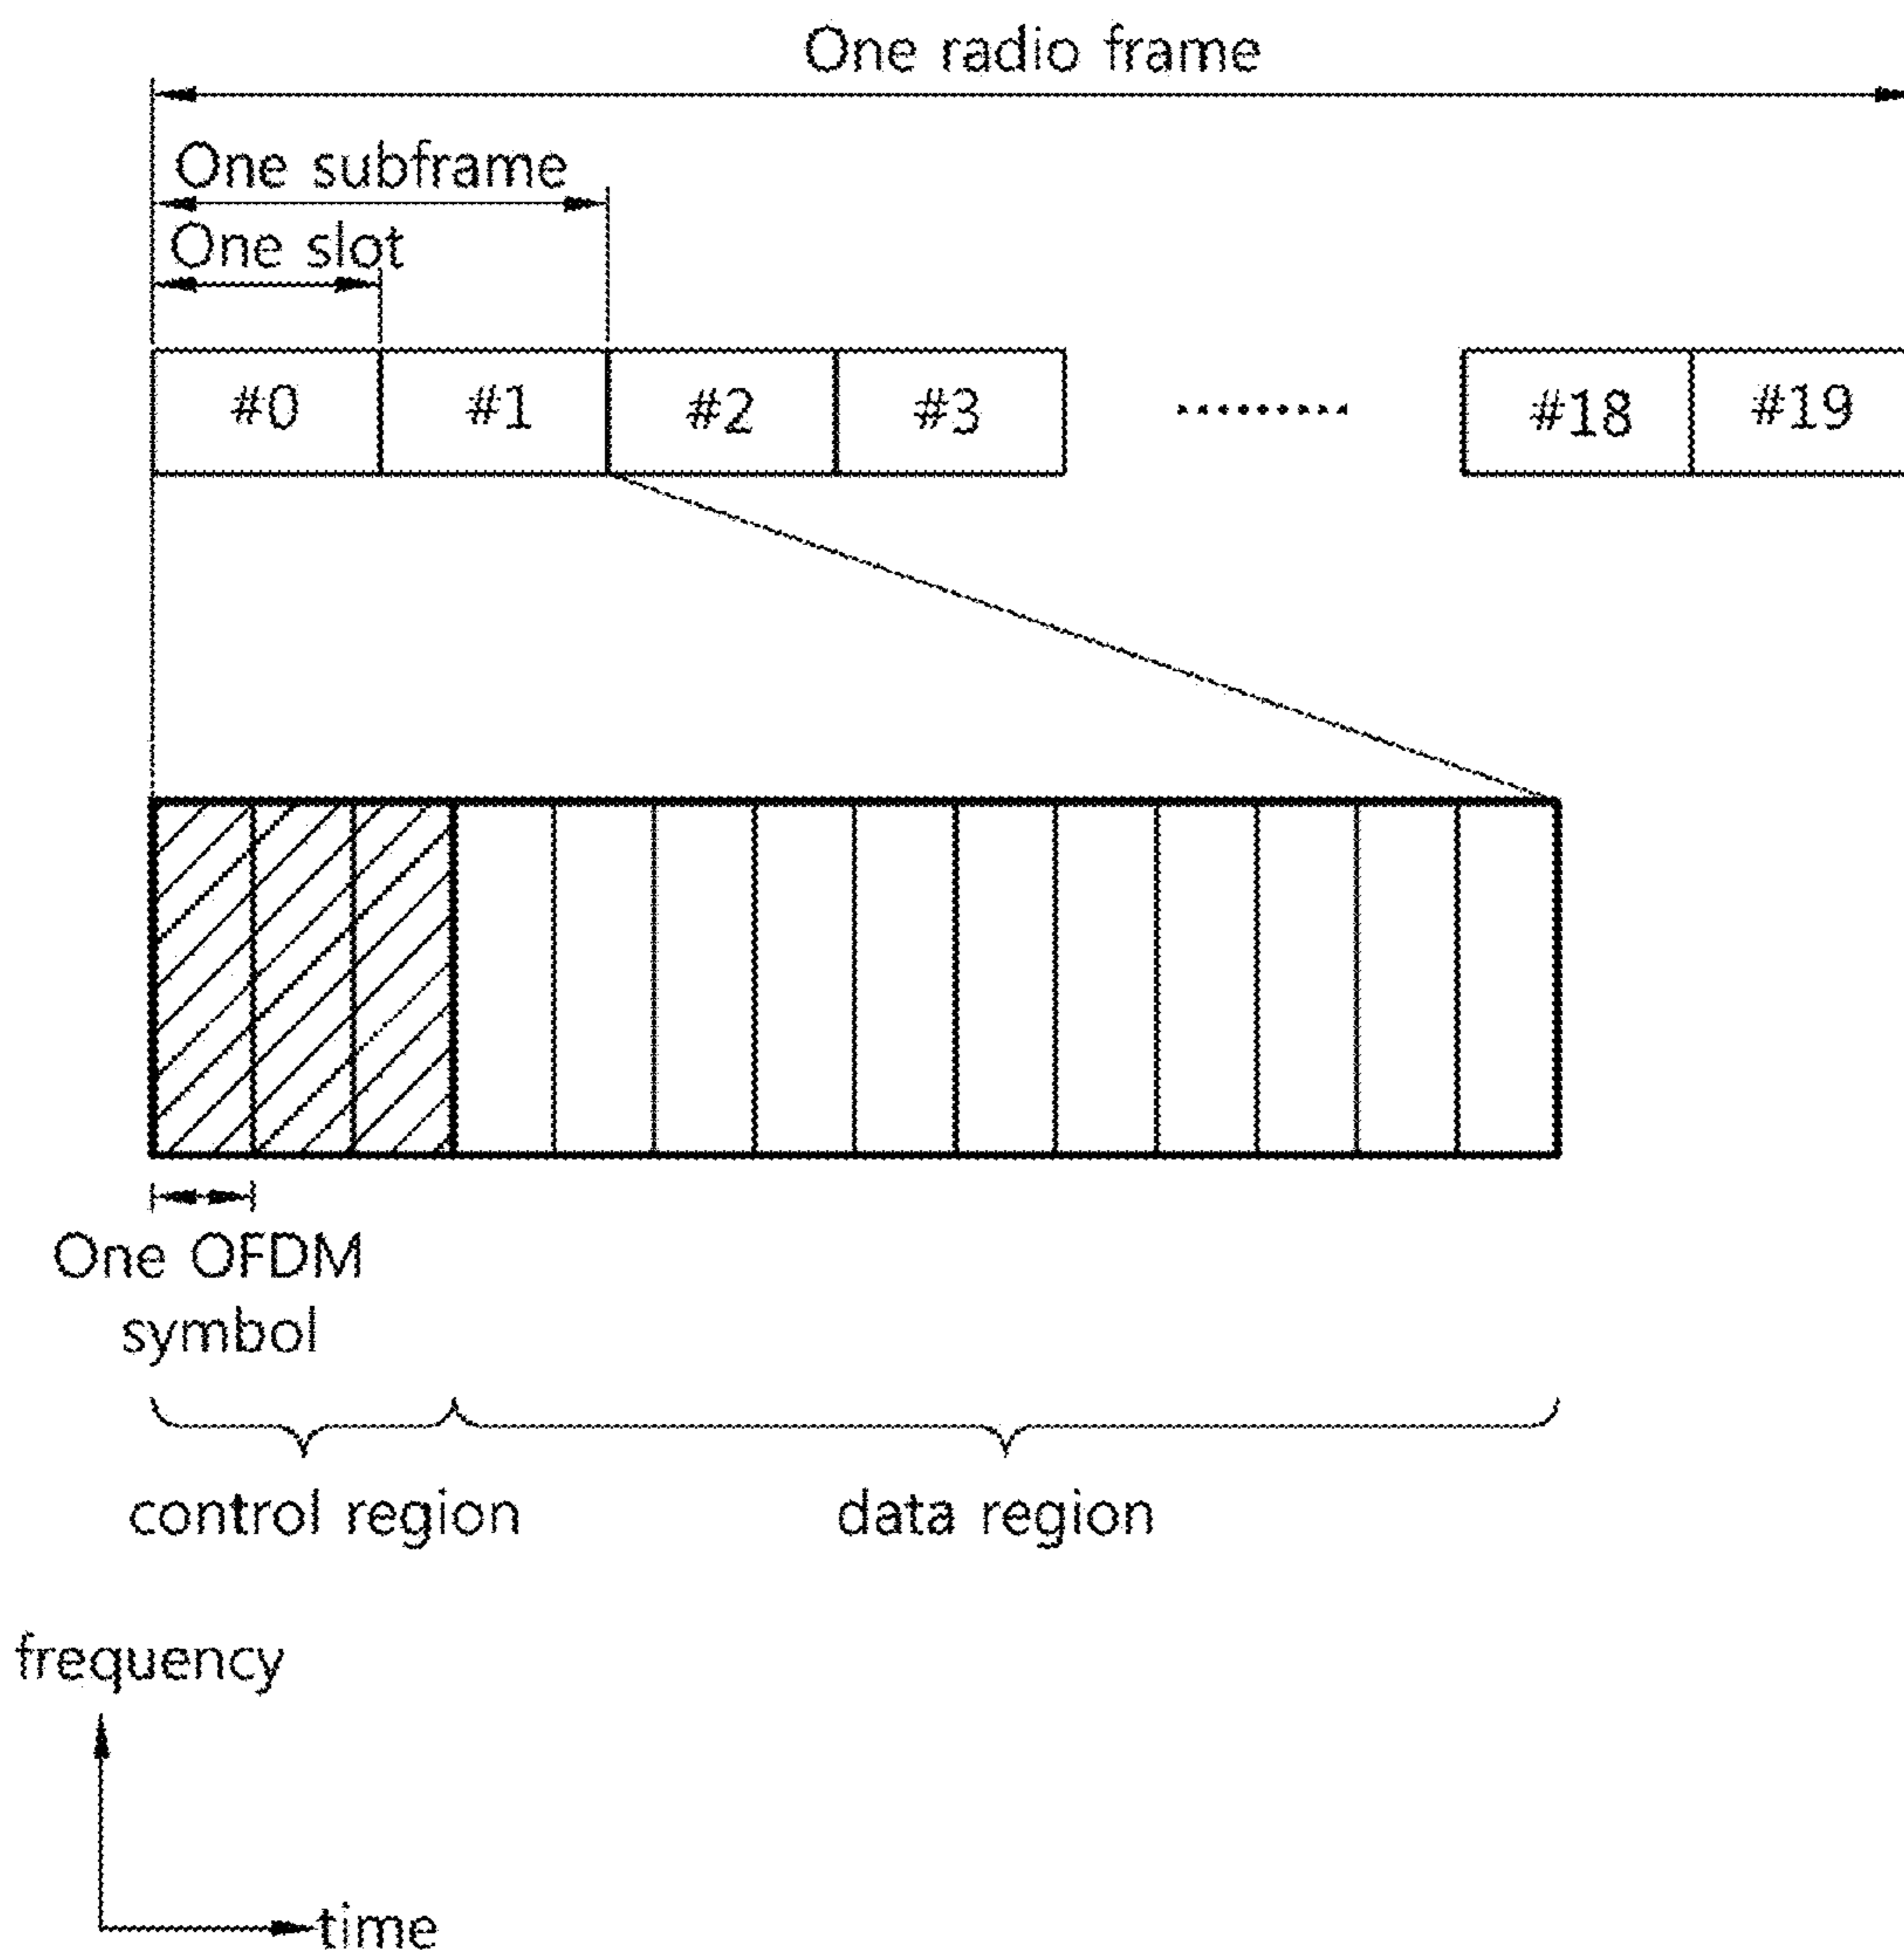 One radio frame
One subframe
One slot
#0 #1 #2 #3 ········ #18 #19
One OFDM
symbol
control region data region
frequency
time